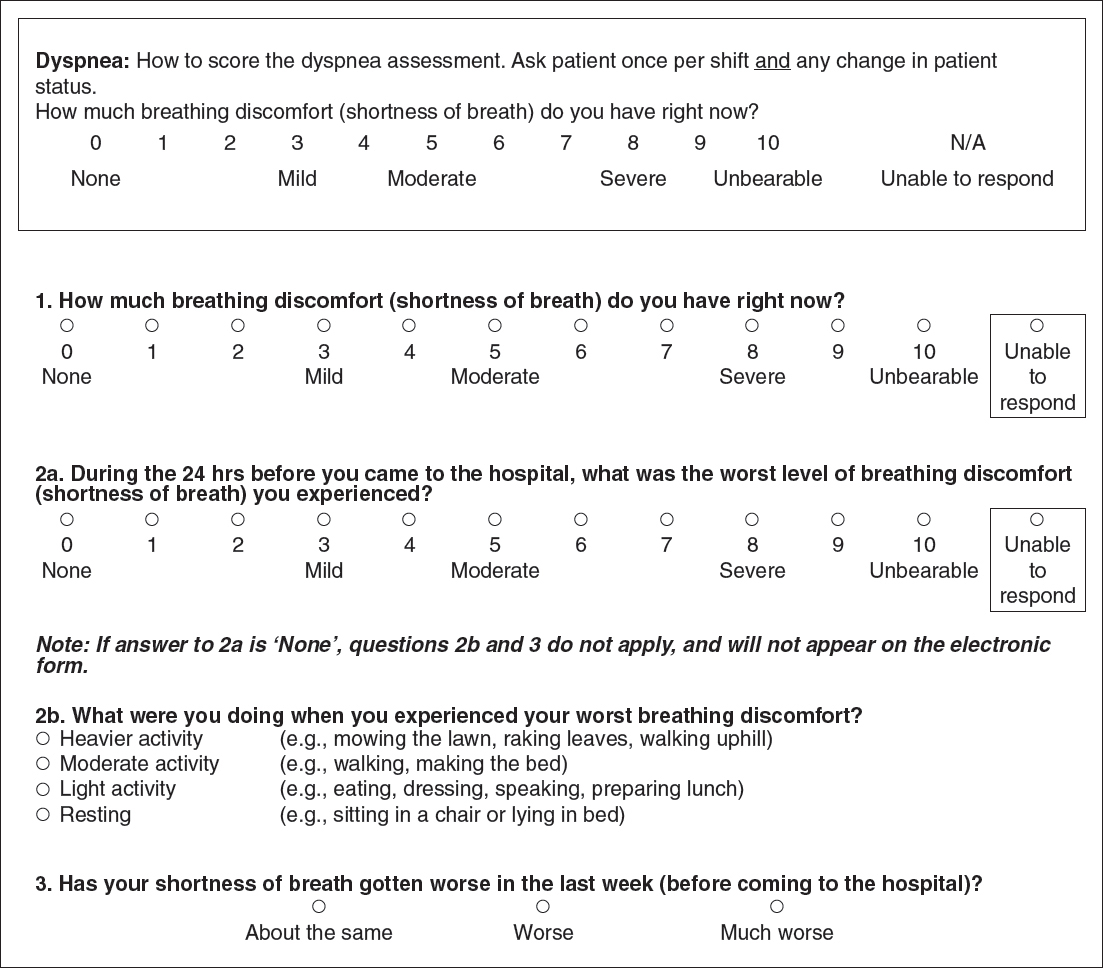 Dyspnea: How to score the dyspnea assessment. Ask patient once per shift and any change in patient
status.
How much breathing discomfort (shortness of breath) do you have right now?
0 1 2 3 4 5 6 7 8 9 10 N/A
None Mild Moderate Severe Unbearable Unable to respond
1. How much breathing discomfort (shortness of breath) do you have right now?
0 1 2 3 4 5 6 7 8 9 10 Unable
None Mild Moderate Severe Unbearable to
respond
2a. During the 24 hrs before you came to the hospital, what was the worst level of breathing discomfort
(shortness of breath) you experienced?
0 1 2 3 4 5 6 7 8 9 10 Unable
None Mild Moderate Severe Unbearable to
respond
Note: If answer to 2a is ‘None’, questions 2b and 3 do not apply, and will not appear on the electronic
form.
2b. What were you doing when you experienced your worst breathing discomfort?
Heavier activity (e.g., mowing the lawn, raking leaves, walking uphill)
Moderate activity (e.g., walking, making the bed)
Light activity (e.g., eating, dressing, speaking, preparing lunch)
Resting (e.g., sitting in a chair or lying in bed)
3. Has your shortness of breath gotten worse in the last week (before coming to the hospital)?
About the same Worse Much worse